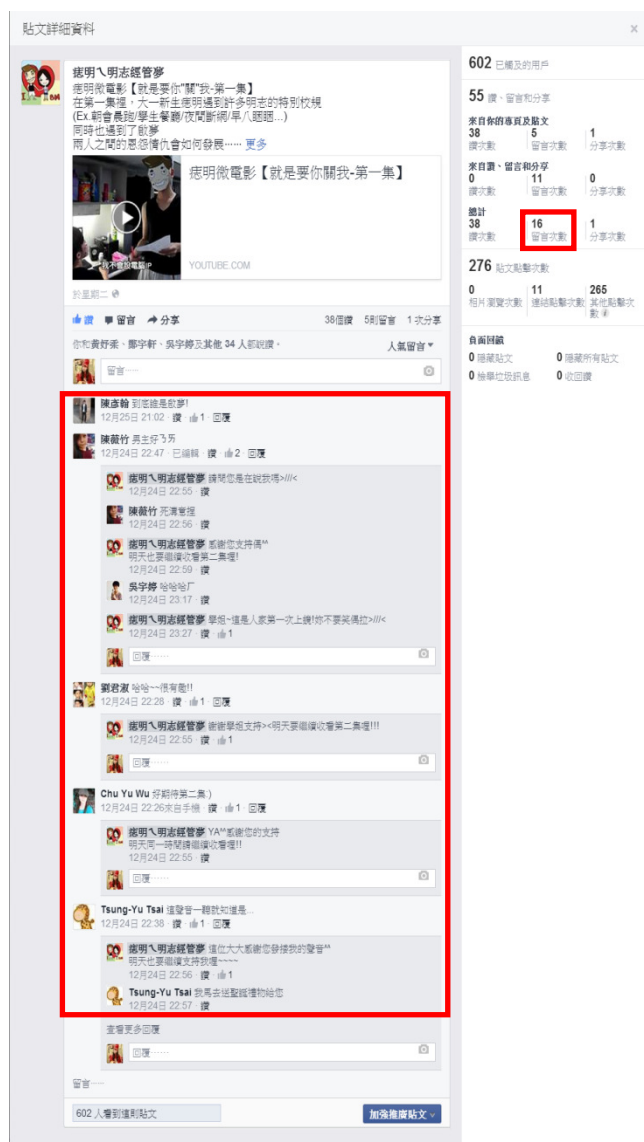 貼文詳細資料
痞明ㄟ明志經管夢
痞明微電影【就是要你"關"我-第一集】
在第一集裡，大一新生痞明遇到許多明志的特別校規
(Ex.朝會晨跑/學生餐廳/夜間斷網/早八睏睏...)
同時也遇到了啟夢
兩人之間的恩怨情仇會如何發展…… 更多
痞明微電影【就是要你關我-第一集】
我不會設電腦:P
YOUTUBE.COM
於星期二
讚 留言 分享 38個讚 5則留言 1 次分享
你和黃妤柔、鄭宇軒、吳宇婷及其他 34 人都說讚。 人氣留言
留言……
陳彥翰 到底誰是啟夢!
12月25日 21:02 · 讚 · 1 · 回覆
陳薇竹 男主好ㄋㄞ
12月24日 22:47 · 已編輯 · 讚 · 2 · 回覆
痞明ㄟ明志經管夢 請問您是在說我嗎>///<
12月24日 22:55 · 讚
陳薇竹 死溝會捏
12月24日 22:56 · 讚
痞明ㄟ明志經管夢 感謝您支持偶^^
明天也要繼續收看第二集喔!
12月24日 22:59 · 讚
吳宇婷 哈哈哈ㄏ
12月24日 23:17 · 讚
痞明ㄟ明志經管夢 學姐~這是人家第一次上鏡!妳不要笑偶拉>///<
12月24日 23:27 · 讚 · 1
回覆……
劉君淑 哈哈~~很有趣!!
12月24日 22:28 · 讚 · 1 · 回覆
痞明ㄟ明志經管夢 謝謝學姐支持><明天要繼續收看第二集喔!!!
12月24日 22:55 · 讚 · 1
回覆……
Chu Yu Wu 好期待第二集:)
12月24日 22:26來自手機 · 讚 · 1 · 回覆
痞明ㄟ明志經管夢 YA^^感謝您的支持
明天同一時間請繼續收看喔!!
12月24日 22:55 · 讚
回覆……
Tsung-Yu Tsai 這聲音一聽就知道是...
12月24日 22:38 · 讚 · 1 · 回覆
痞明ㄟ明志經管夢 這位大大感謝您發摟我的聲音^^
明天也要繼續支持我喔~~~~
12月24日 22:56 · 讚 · 1
Tsung-Yu Tsai 我馬去送聖誕禮物給您
12月24日 22:57 · 讚
查看更多回覆
回覆……
留言……
602 人看到這則貼文
加強推廣貼文
602 已觸及的用戶
55 讚、留言和分享
來自你的專頁及貼文
38 5 1
讚次數 留言次數 分享次數
來自讚、留言和分享
0 11 0
讚次數 留言次數 分享次數
總計
38 16 1
讚次數 留言次數 分享次數
276 貼文點擊次數
0 11 265
相片瀏覽次數 連結點擊次數 其他點擊次
數
負面回饋
0 隱藏貼文 0 隱藏所有貼文
0 檢舉垃圾訊息 0 收回讚